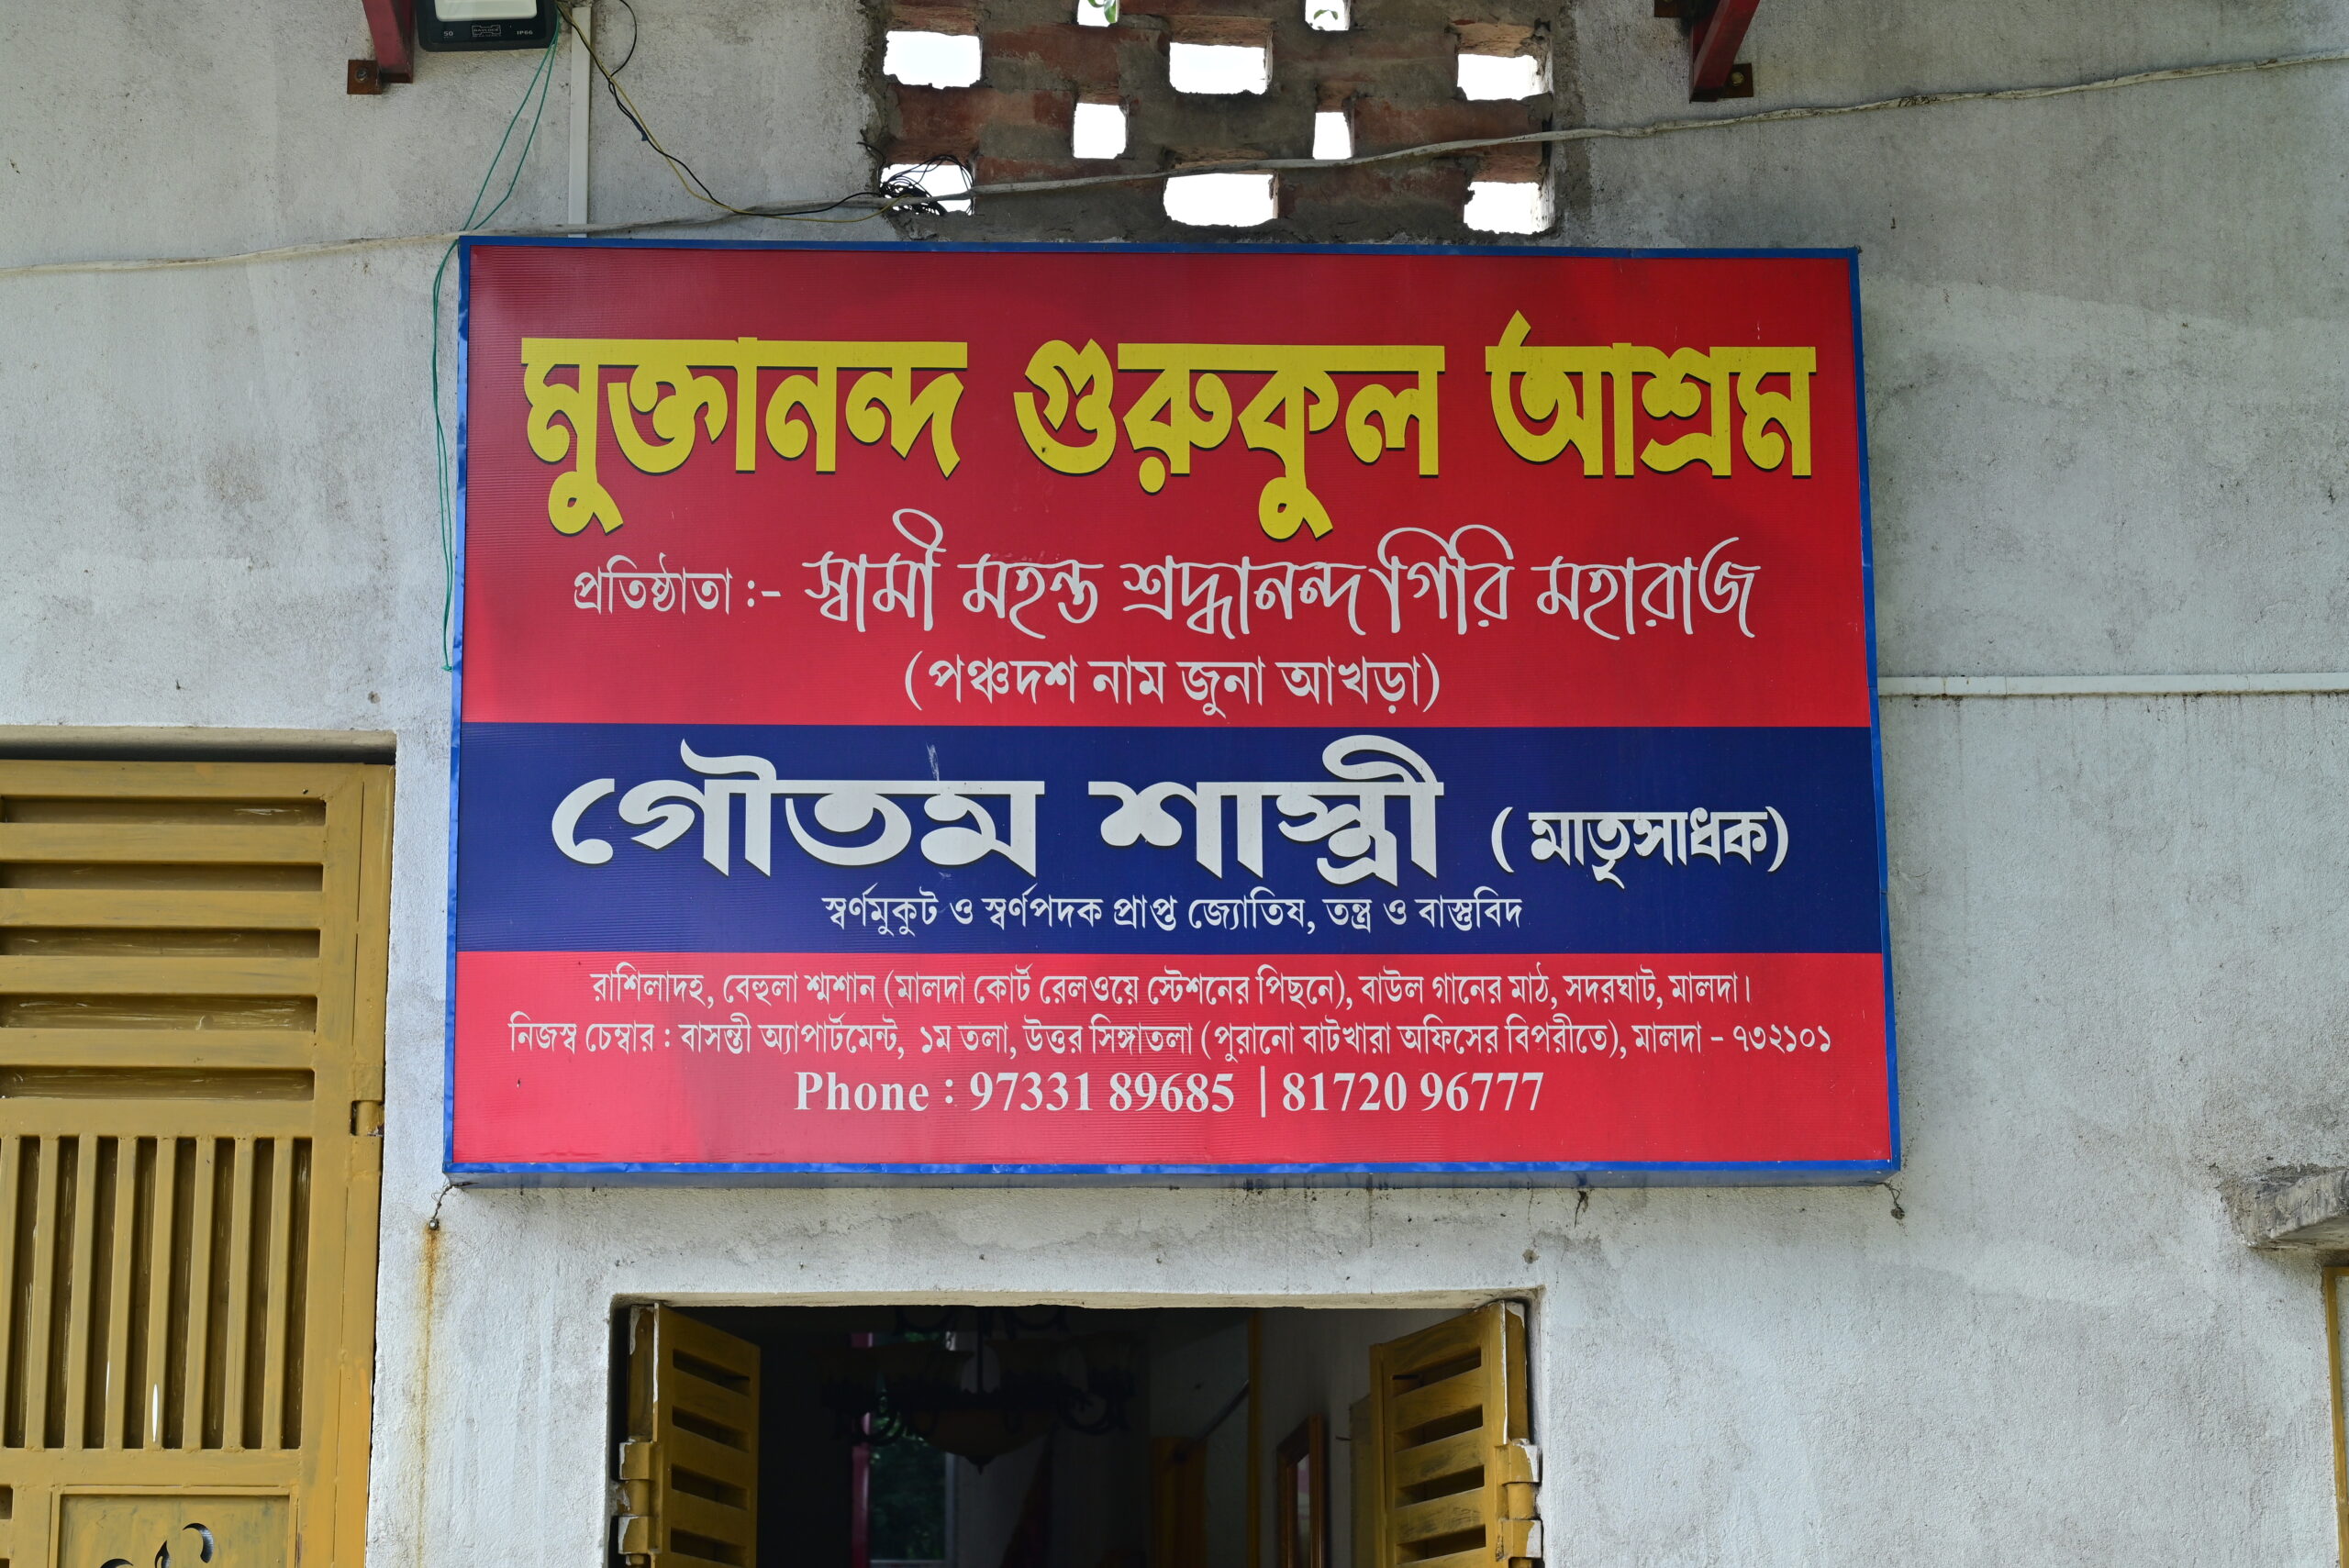 মুক্তানন্দ গুরুকুল আশ্রম
প্রতিষ্ঠাতা :- স্বামী মহন্ত শ্রদ্ধানন্দ গিরি মহারাজ
(পঞ্চদশ নাম জুনা আখড়া)
গৌতম শাস্ত্রী (মাতৃসাধক)
স্বর্ণমুকুট ও স্বর্ণপদক প্রাপ্ত জ্যোতিষ, তন্ত্র ও বাস্তুবিদ
রাশিলাদহ, বেহুলা শ্মশান (মালদা কোর্ট রেলওয়ে স্টেশনের পিছনে), বাউল গানের মাঠ, সদরঘাট, মালদা।
নিজস্ব চেম্বার : বাসন্তী অ্যাপার্টমেন্ট, ১ম তলা, উত্তর সিঙ্গাতলা (পুরানো বাটখারা অফিসের বিপরীতে), মালদা - ৭৩২১০১
Phone : 97331 89685 | 81720 96777